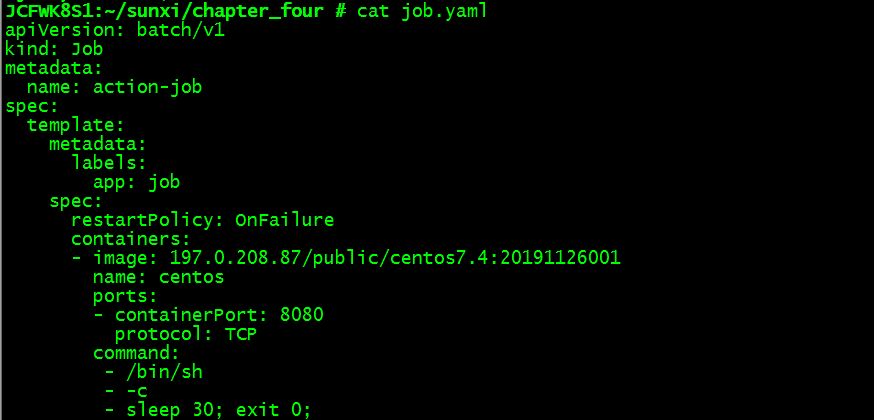 JCFWK8S1:~/sunxi/chapter_four # cat job.yaml
apiVersion: batch/v1
kind: Job
metadata:
  name: action-job
spec:
  template:
    metadata:
      labels:
        app: job
    spec:
      restartPolicy: OnFailure
      containers:
      - image: 197.0.208.87/public/centos7.4:20191126001
        name: centos
        ports:
        - containerPort: 8080
          protocol: TCP
        command:
         - /bin/sh
         - -c
         - sleep 30; exit 0;